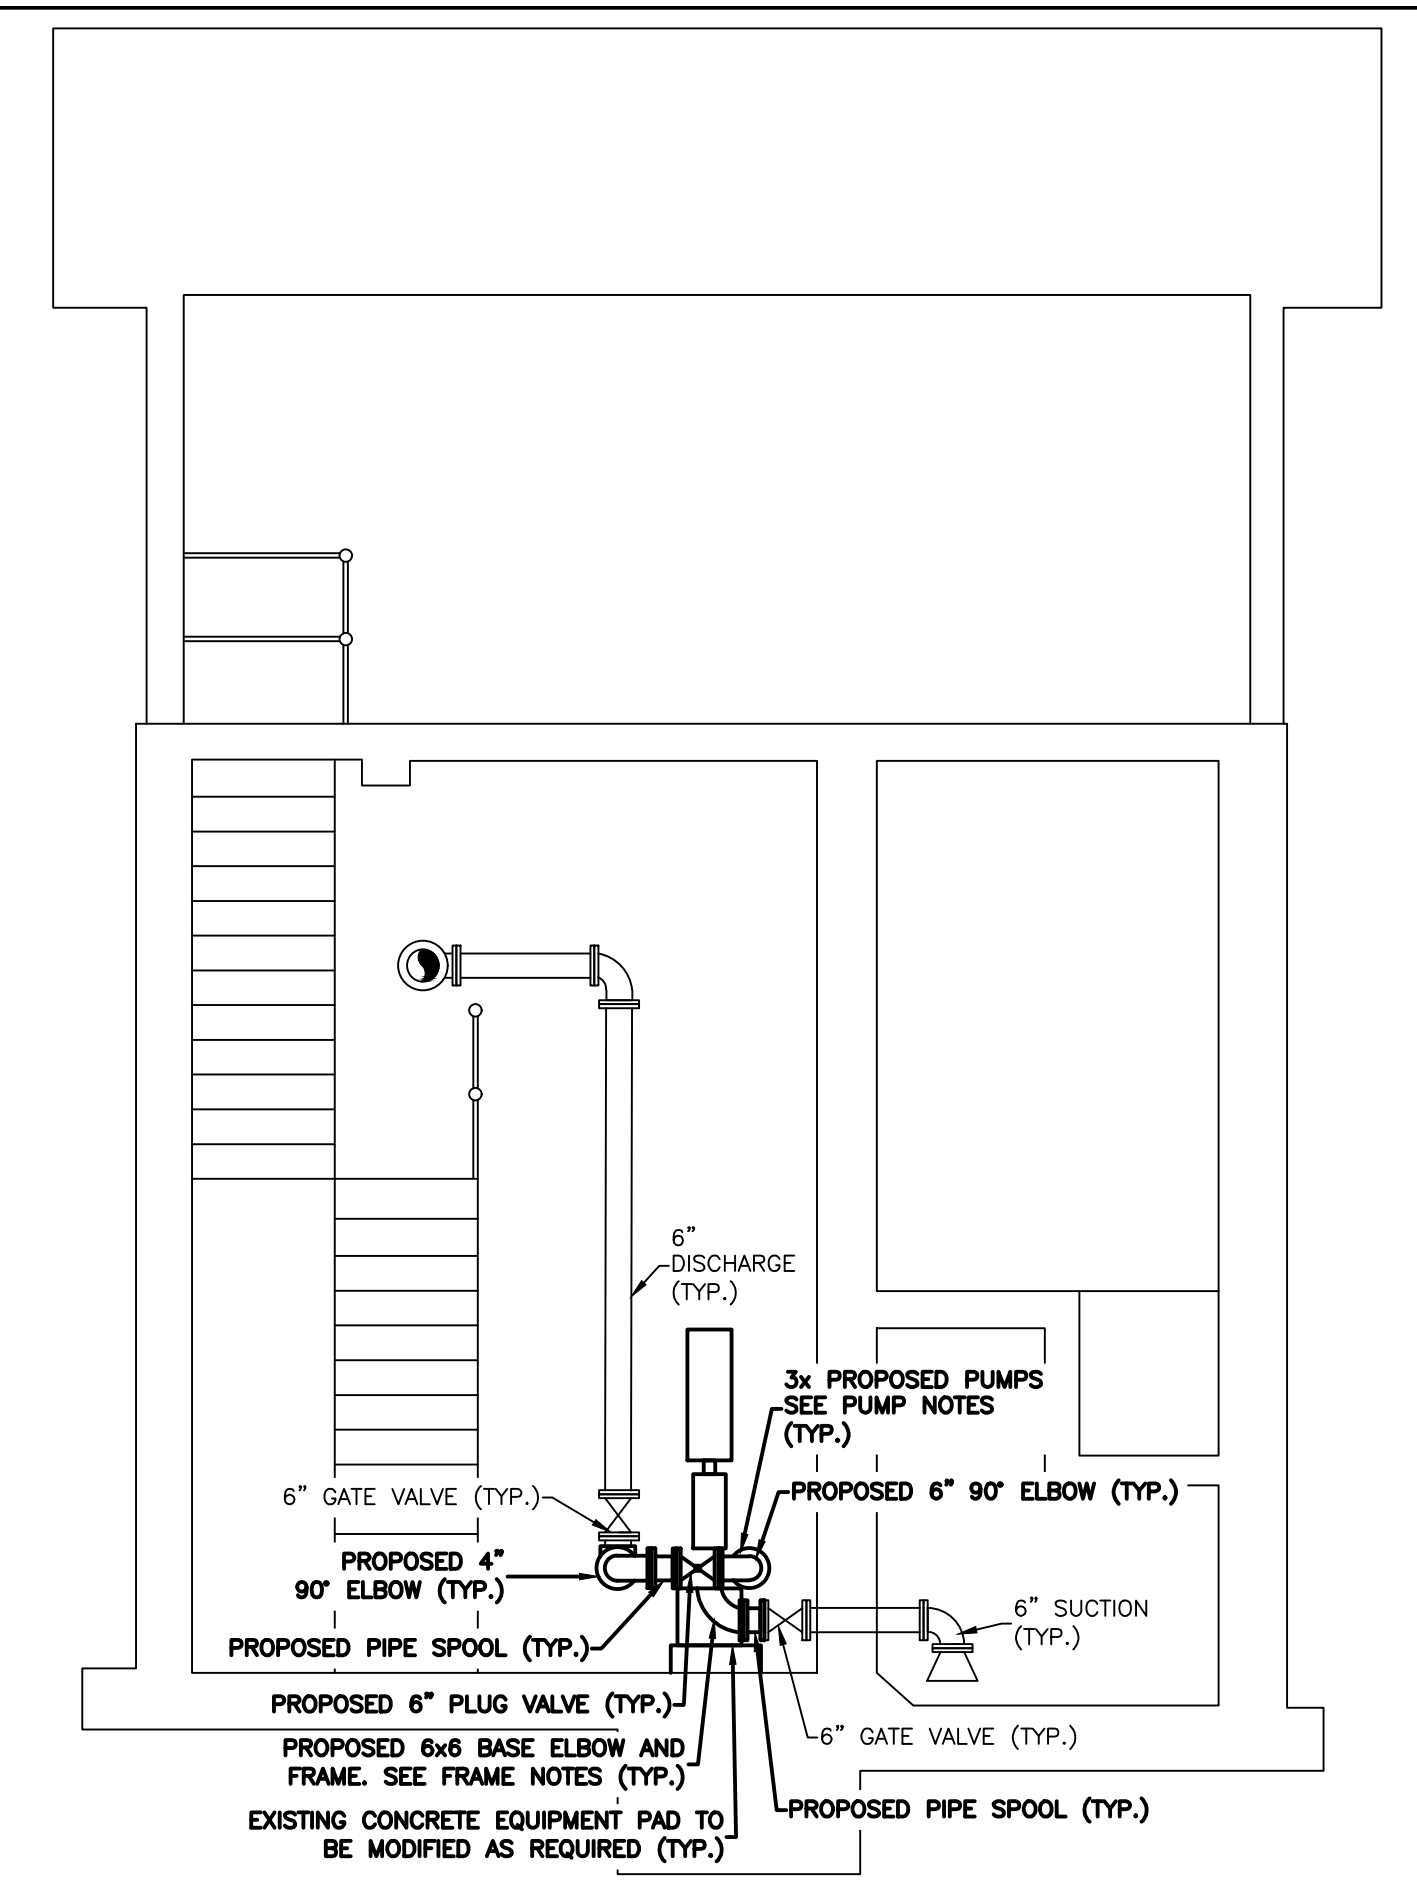 6”
DISCHARGE
(TYP.)
3x PROPOSED PUMPS
SEE PUMP NOTES
(TYP.)
6” GATE VALVE (TYP.)
PROPOSED 6” 90° ELBOW (TYP.)
PROPOSED 4”
90° ELBOW (TYP.)
6” SUCTION
(TYP.)
PROPOSED PIPE SPOOL (TYP.)
PROPOSED 6” PLUG VALVE (TYP.)
6” GATE VALVE (TYP.)
PROPOSED 6x6 BASE ELBOW AND
FRAME. SEE FRAME NOTES (TYP.)
PROPOSED PIPE SPOOL (TYP.)
EXISTING CONCRETE EQUIPMENT PAD TO
BE MODIFIED AS REQUIRED (TYP.)